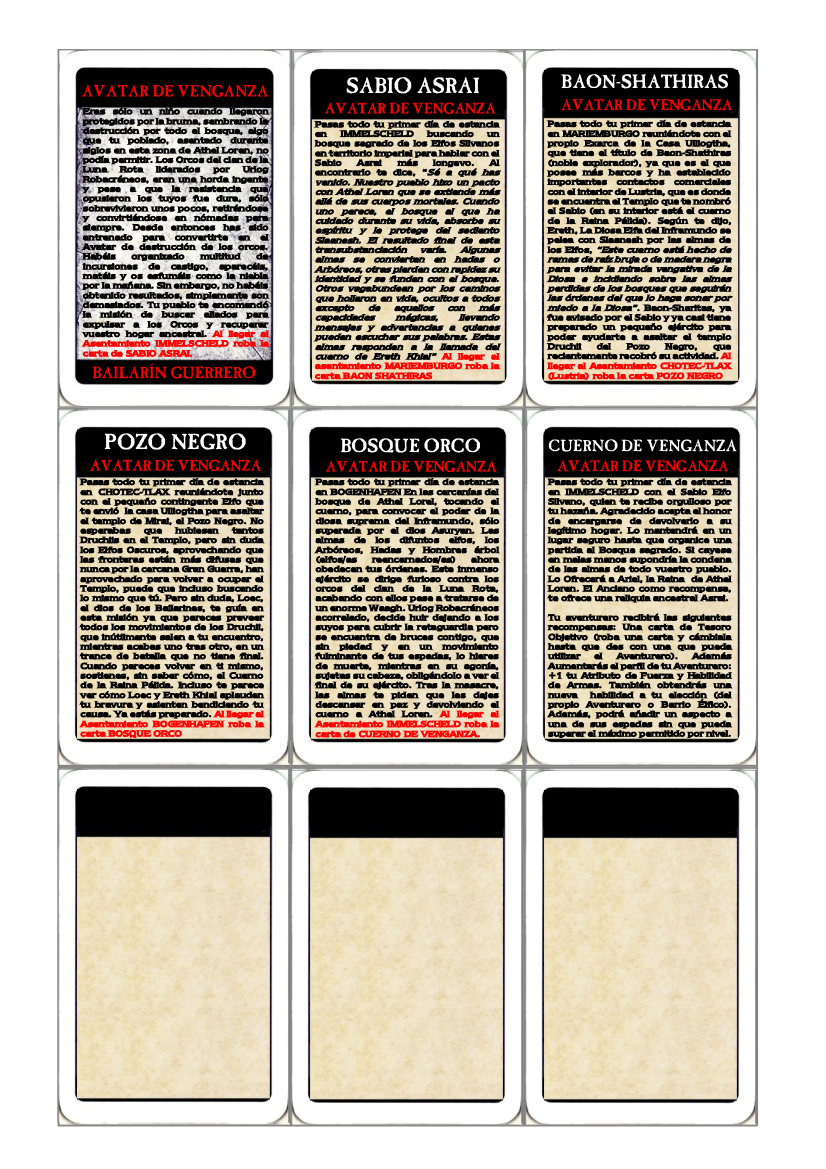 AVATAR DE VENGANZA
Eras sólo un niño cuando llegaron
protegidos por la bruma, sembrando la
destrucción por todo el bosque, algo
que tu poblado, asentado durante
siglos en esta zona de Athel Loren, no
podía permitir. Los Orcos del clan de la
Luna Rota liderados por Uriog
Robacráneos, eran una horda ingente
y pese a que la resistencia que
opusieron los tuyos fue dura, sólo
sobrevivieron unos pocos, retirándose
y convirtiéndose en nómadas para
siempre. Desde entonces has sido
entrenado para convertirte en el
Avatar de destrucción de los orcos.
Habéis organizado multitud de
incursiones de castigo, aparecéis,
matáis y os esfumáis como la niebla
por la mañana. Sin embargo, no habéis
obtenido resultados, simplemente son
demasiados. Tu pueblo te encomendó
la misión de buscar aliados para
expulsar a los Orcos y recuperar
vuestro hogar ancestral. Al llegar al
Asentamiento IMMELSCHELD roba la
carta de SABIO ASRAI.
BAILARÍN GUERRERO
SABIO ASRAI
AVATAR DE VENGANZA
Pasas todo tu primer día de estancia
en IMMELSCHELD buscando un
bosque sagrado de los Elfos Silvanos
en territorio imperial para hablar con el
Sabio Asrai más longevo. Al
encontrarlo te dice, "Sé a qué has
venido. Nuestro pueblo hizo un pacto
con Athel Loren que se extiende más
allá de sus cuerpos mortales. Cuando
uno perece, el bosque al que ha
cuidado durante su vida, absorbe su
espíritu y le protege del sediento
Slaanesh. El resultado final de esta
transubstanciación varía. Algunas
almas se convierten en hadas o
Arbóreos, otras pierden con rapidez su
identidad y se funden con el bosque.
Otros vagabundean por los caminos
que hollaron en vida, ocultos a todos
excepto de aquellos con más
capacidades mágicas, llevando
mensajes y advertancias a quienes
pueden escuchar sus palabras. Estas
almas responden a la llamada del
cuerno de Ereth Khial" Al llegar al
asentamiento MARIEMBURGO roba la
carta BAON SHATHIRAS
BAON-SHATHIRAS
AVATAR DE VENGANZA
Pasas todo tu primer día de estancia
en MARIEMBURGO reuniéndote con el
propio Exarca de la Casa Uiliogtha,
que tiene el título de Baon-Shathiras
(noble explorador), ya que es el que
posee más barcos y ha establecido
importantes contactos comerciales
con el interior de Lustria, que es donde
se encuentra el Templo que te nombró
el Sabio (en su interior está el cuerno
de la Reina Pálida). Según te dijo,
Ereth, La Diosa Elfa del Inframundo se
pelea con Slaanesh por las almas de
los Elfos, "Este cuerno está hecho de
ramas de raíz bruja o de madera negra
para evitar la mirada vengativa de la
Diosa e incidiendo sobre las almas
perdidas de los bosques que seguirán
las órdenes del que lo haga sonar por
miedo a la Diosa". Baon-Sharitas, ya
fue avisado por el Sabio y ya casi tiene
preparado un pequeño ejército para
poder ayudarte a asaltar el templo
Druchii del Pozo Negro, que
recientemente recobró su actividad. Al
llegar al Asentamiento CHOTEC-TLAX
(Lustria) roba la carta POZO NEGRO
POZO NEGRO
AVATAR DE VENGANZA
Pasas todo tu primer día de estancia
en CHOTEC-TLAX reuniéndote junto
con el pequeño contingente Elfo que
te envió la casa Uiliogtha para asaltar
el templo de Mirai, el Pozo Negro. No
esperabas que hubiesen tantos
Druchiis en el Templo, pero sin duda
los Elfos Oscuros, aprovechando que
las fronteras están más difusas que
nunca por la cercana Gran Guerra, han
aprovechado para volver a ocupar el
Templo, puede que incluso buscando
lo mismo que tú. Pero sin duda, Loec,
el dios de los Bailarines, te guía en
esta misión ya que pareces preveer
todos los movimientos de los Druchii,
que inútilmente salen a tu encuentro,
mientras acabas uno tras otro, en un
trance de batalla que no tiene final.
Cuando pareces volver en ti mismo,
sostienes, sin saber cómo, el Cuerno
de la Reina Pálida. Incluso te parece
ver cómo Loec y Ereth Khial aplauden
tu bravura y asienten bendiciendo tu
causa. Ya estás preparado. Al llegar al
Asentamiento BOGENHAFEN roba la
carta BOSQUE ORCO
BOSQUE ORCO
AVATAR DE VENGANZA
Pasas todo tu primer día de estancia
en BOGENHAFEN En las carcanías del
bosque de Athel Lorel, tocando el
cuerno, para convocar el poder de la
diosa suprema del Inframundo, sólo
superada por el dios Asuryan. Las
almas de los difuntos elfos, los
Arbóreos, Hadas y Hombres árbol
(elfos/as reencarnados/as) ahora
obedecen tus órdenes. Este inmenso
ejército se dirige furioso contra los
orcos del clan de la Luna Rota,
acabando con ellos pese a tratarse de
un enorme Waagh. Uriog Robacráneos
acorralado, decide huir dejando a los
suyos para cubrir la retaguardia pero
se encuentra de bruces contigo, que
sin piedad y en un movimiento
fulminante de tus espadas, lo hieres
de muerte, mientras en su agonía,
sujetas su cabeza, obligándolo a ver el
final de su ejército. Tras la masacre,
las almas te piden que les dejes
descansar en paz y devolviendo el
cuerno a Athel Loren. Al llegar al
Asentamiento IMMELSCHELD roba la
carta de CUERNO DE VENGANZA.
CUERNO DE VENGANZA
AVATAR DE VENGANZA
Pasas todo tu primer día de estancia
en IMMELSCHELD con el Sabio Elfo
Silvano, quien te recibe orgulloso por
tu hazaña. Agradecido acepta el honor
de encargarse de devolverlo a su
legítimo hogar. Lo mantendrá en un
lugar seguro hasta que organice una
partida al Bosque sagrado. Si cayese
en malas manos supondría la condena
de las almas de todo vuestro pueblo.
Lo Ofrecerá a Ariel, la Reina de Athel
Loren. El Anciano como recompensa,
te ofrece una reliquia ancestral Asrai.
Tu aventurero recibirá las siguientes
recompensas: Una carta de Tesoro
Objetivo (roba una carta y cámbiala
hasta que des con una que pueda
utilizar el Aventurero). Además
Aumentarás el perfil de tu Aventurero:
+1 tu Atributo de Fuerza y Habilidad
de Armas. También obtendrás una
nueva habilidad a tu elección (del
propio Aventurero o Barrio Élfico).
Además, podrá añadir un aspecto a
una de sus espadas sin que pueda
superar el máximo permitido por nivel.